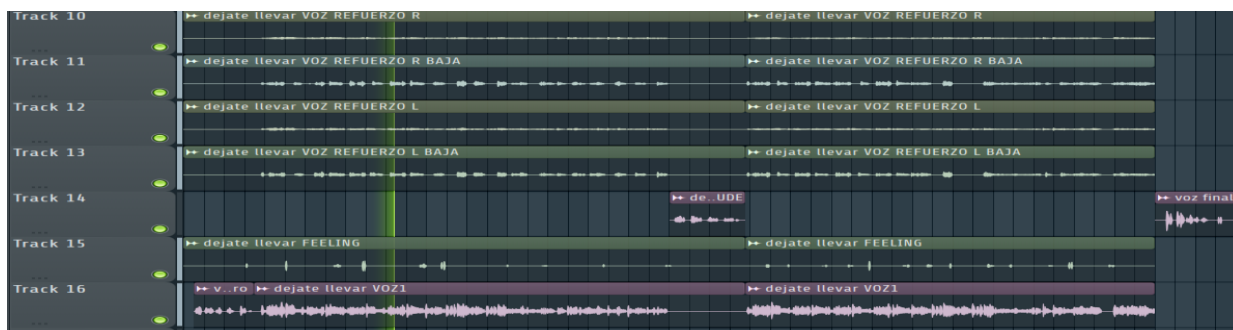 Track 10 dejate llevar VOZ REFUERZO R dejate llevar VOZ REFUERZO R
...
Track 11 dejate llevar VOZ REFUERZO R BAJA dejate llevar VOZ REFUERZO R BAJA
...
Track 12 dejate llevar VOZ REFUERZO L dejate llevar VOZ REFUERZO L
...
Track 13 dejate llevar VOZ REFUERZO L BAJA dejate llevar VOZ REFUERZO L BAJA
...
Track 14 de..UDE voz final
...
Track 15 dejate llevar FEELING dejate llevar FEELING
...
Track 16 v..ro dejate llevar VOZ1 dejate llevar VOZ1
...